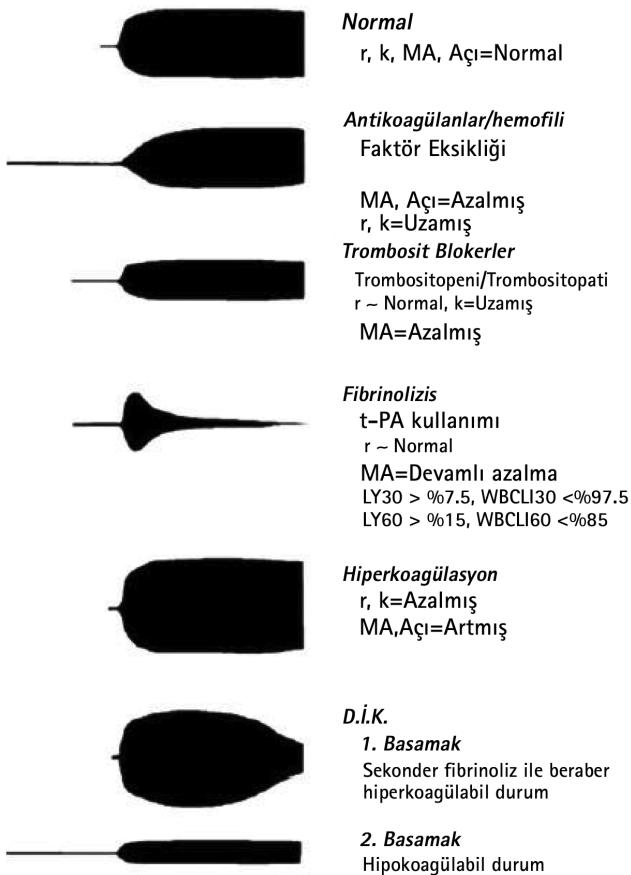 Normal
r, k, MA, Açı=Normal
Antikoagülanlar/hemofili
Faktör Eksikliği
MA, Açı=Azalmış
r, k=Uzamış
Trombosit Blokerler
Trombositopeni/Trombositopati
r ~ Normal, k=Uzamış
MA=Azalmış
Fibrinolizis
t-PA kullanımı
r ~ Normal
MA=Devamlı azalma
LY30 > %7.5, WBCLI30 <%97.5
LY60 > %15, WBCLI60 <%85
Hiperkoagülasyon
r, k=Azalmış
MA,Açı=Artmış
D.İ.K.
1. Basamak
Sekonder fibrinoliz ile beraber
hiperkoagülabil durum
2. Basamak
Hipokoagülabil durum